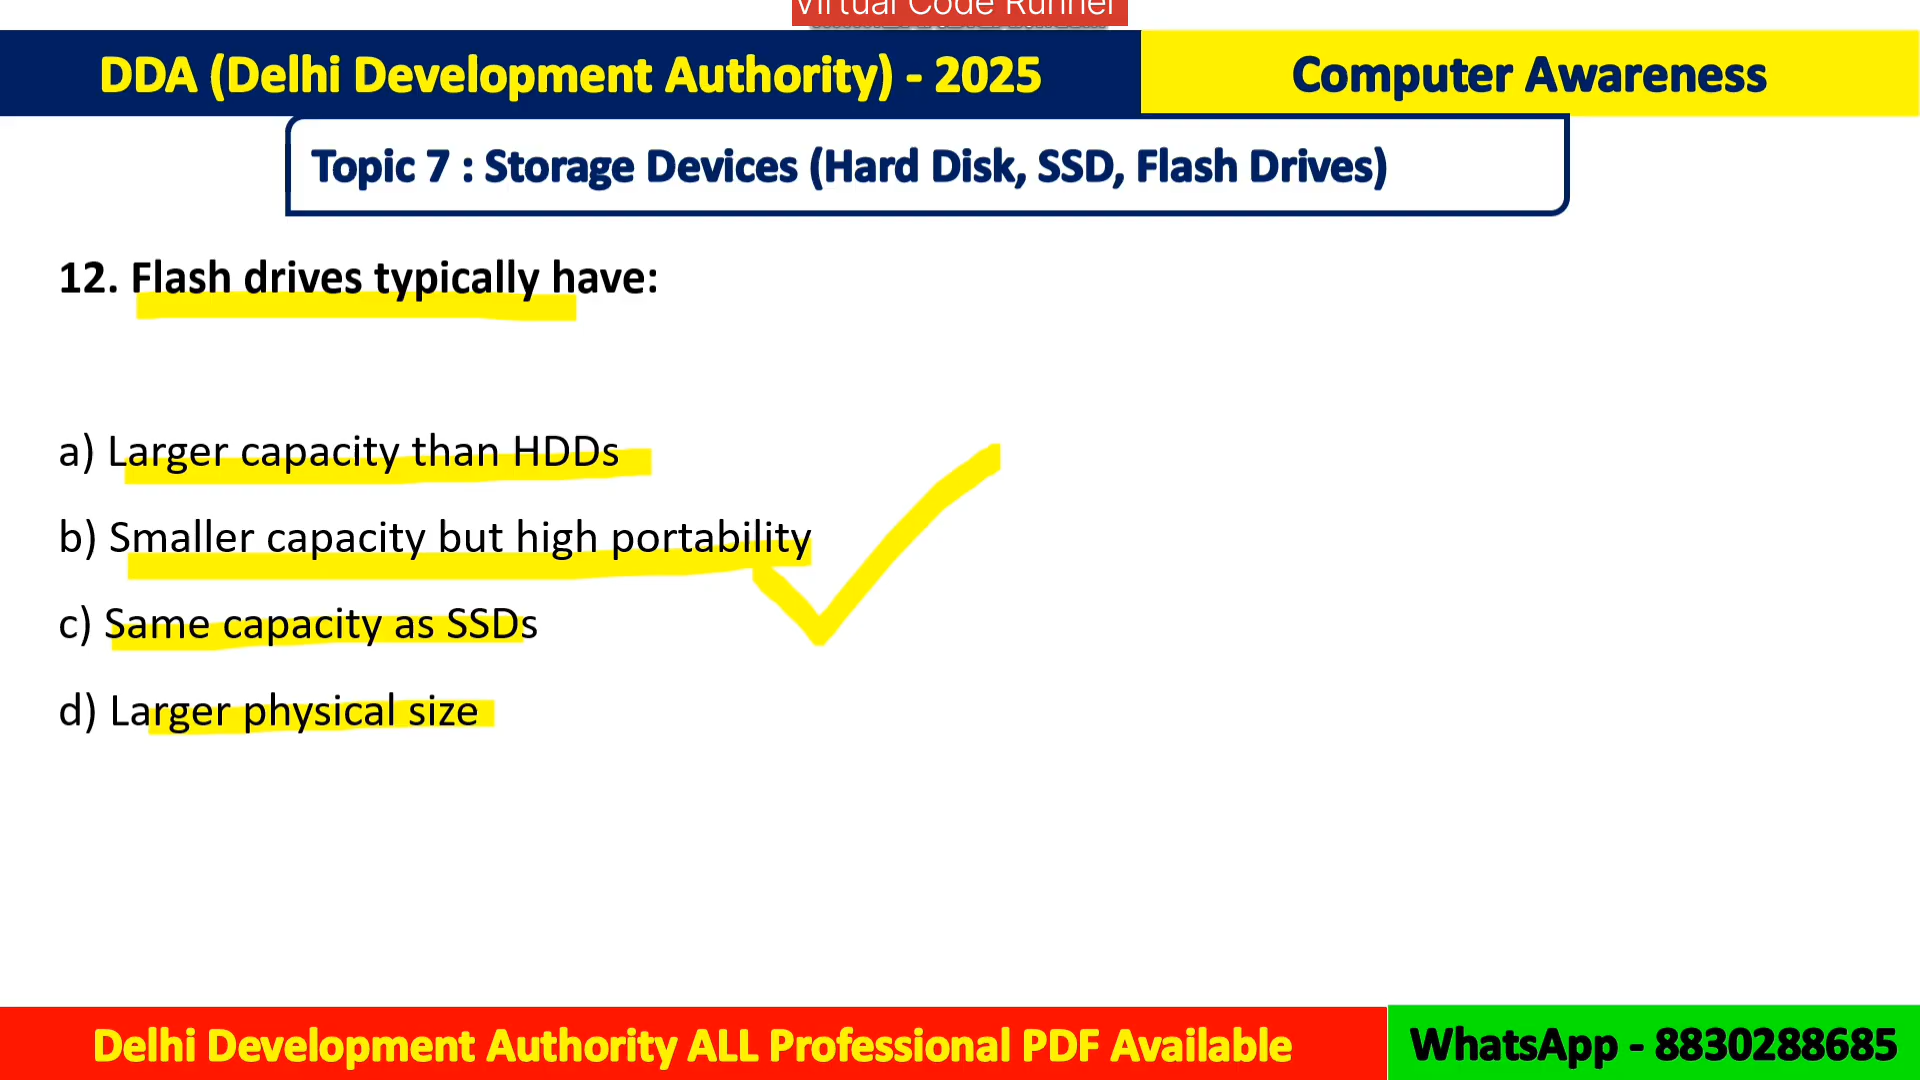 Virtual Code Runner
DDA (Delhi Development Authority) - 2025
Computer Awareness
Topic 7 : Storage Devices (Hard Disk, SSD, Flash Drives)
12. Flash drives typically have:
a) Larger capacity than HDDs
b) Smaller capacity but high portability
c) Same capacity as SSDs
d) Larger physical size
Delhi Development Authority ALL Professional PDF Available
WhatsApp - 8830288685